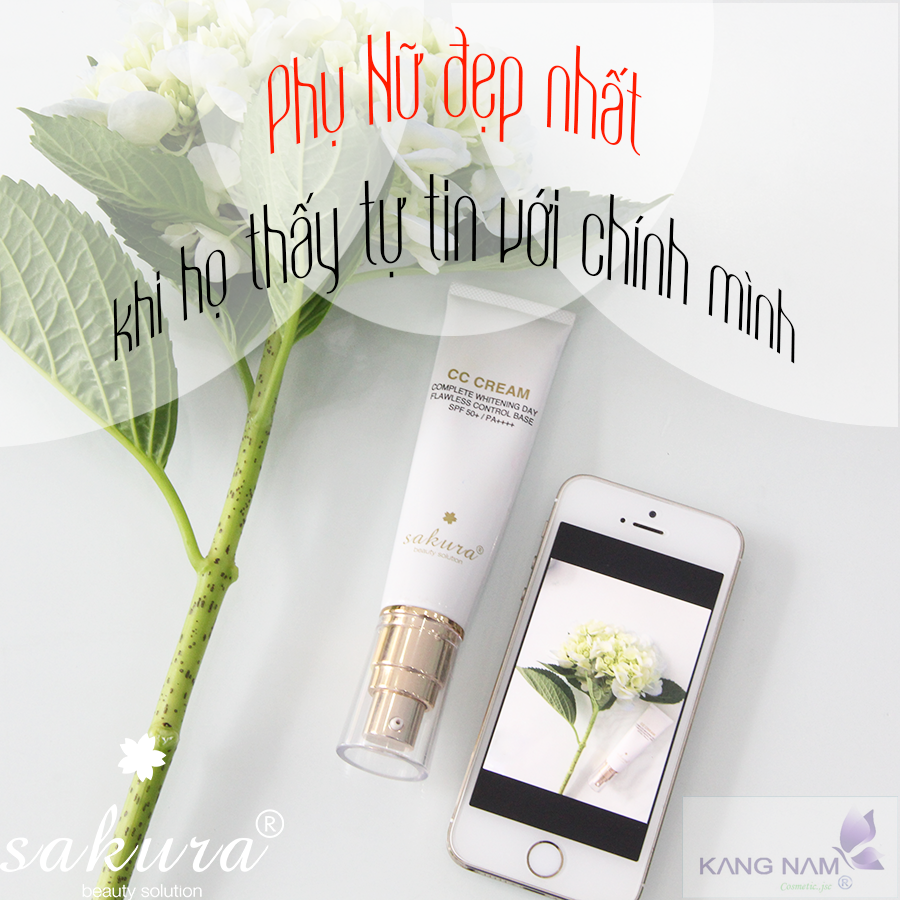 Phụ Nữ đẹp nhất
khi họ thấy tự tin với chính mình
CC CREAM
COMPLETE WHITENING DAY
FLAWLESS CONTROL BASE
SPF 50+ / PA++++
sakura®
beauty solution
sakura®
beauty solution
KANG NAM
Cosmetic.,jsc ®